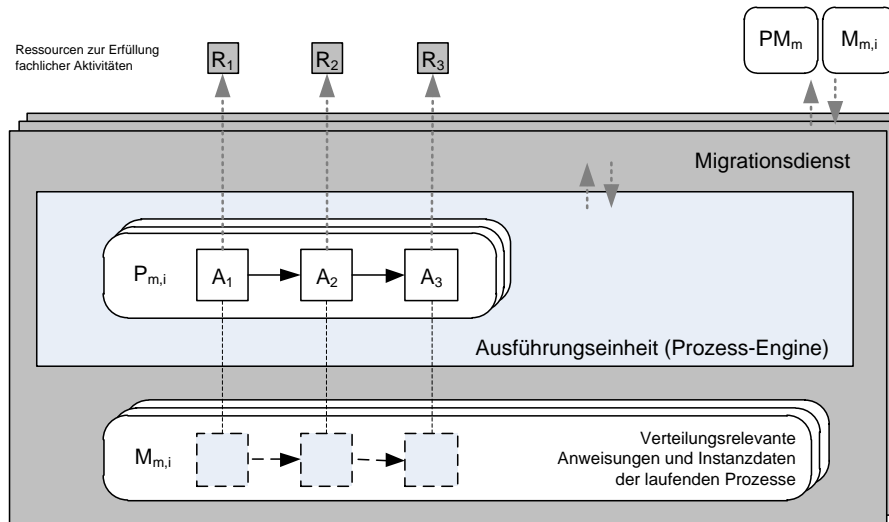 Ressourcen zur Erfüllung
fachlicher Aktivitäten
R1 R2 R3
PMm Mm,i
Migrationsdienst
Pm,i A1 A2 A3
Ausführungseinheit (Prozess-Engine)
Mm,i
Verteilungsrelevante
Anweisungen und Instanzdaten
der laufenden Prozesse